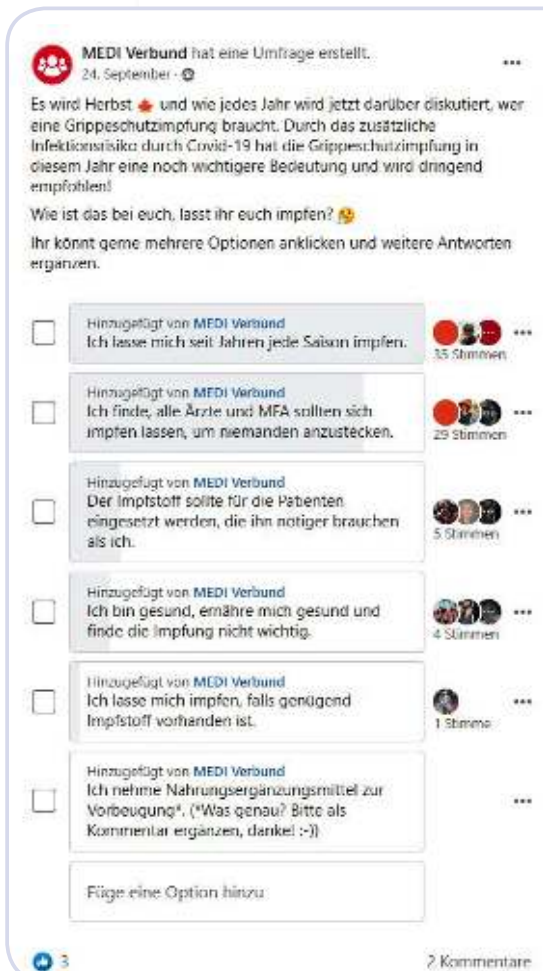 MEDI Verbund hat eine Umfrage erstellt.
24. September ·
Es wird Herbst 🍁 und wie jedes Jahr wird jetzt darüber diskutiert, wer
eine Grippeschutzimpfung braucht. Durch das zusätzliche
Infektionsrisiko durch Covid-19 hat die Grippeschutzimpfung in
diesem Jahr eine noch wichtigere Bedeutung und wird dringend
empfohlen!
Wie ist das bei euch, lasst ihr euch impfen? 🤔
Ihr könnt gerne mehrere Optionen anklicken und weitere Antworten
ergänzen.
Hinzugefügt von MEDI Verbund
Ich lasse mich seit Jahren jede Saison impfen.
35 Stimmen
Hinzugefügt von MEDI Verbund
Ich finde, alle Ärzte und MFA sollten sich
impfen lassen, um niemanden anzustecken.
29 Stimmen
Hinzugefügt von MEDI Verbund
Der Impfstoff sollte für die Patienten
eingesetzt werden, die ihn nötiger brauchen
als ich.
5 Stimmen
Hinzugefügt von MEDI Verbund
Ich bin gesund, ernähre mich gesund und
finde die Impfung nicht wichtig.
4 Stimmen
Hinzugefügt von MEDI Verbund
Ich lasse mich impfen, falls genügend
Impfstoff vorhanden ist.
1 Stimme
Hinzugefügt von MEDI Verbund
Ich nehme Nahrungsergänzungsmittel zur
Vorbeugung*. (*Was genau? Bitte als
Kommentar ergänzen, danke! :-))
Füge eine Option hinzu
3
2 Kommentare